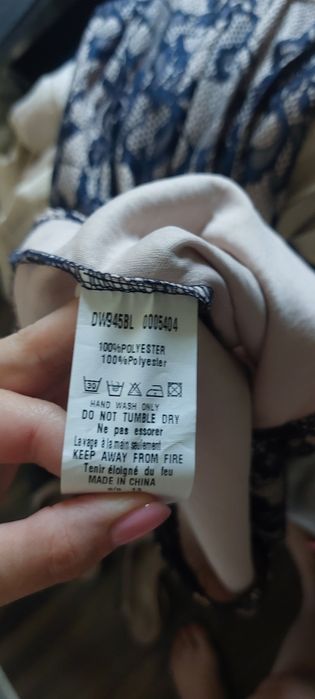 DW945BL 0005404
100%POLYESTER
100%Polyester
30
HAND WASH ONLY
DO NOT TUMBLE DRY
Ne pas essorer
Lavage à la main seulement
KEEP AWAY FROM FIRE
Tenir éloigné du feu
MADE IN CHINA